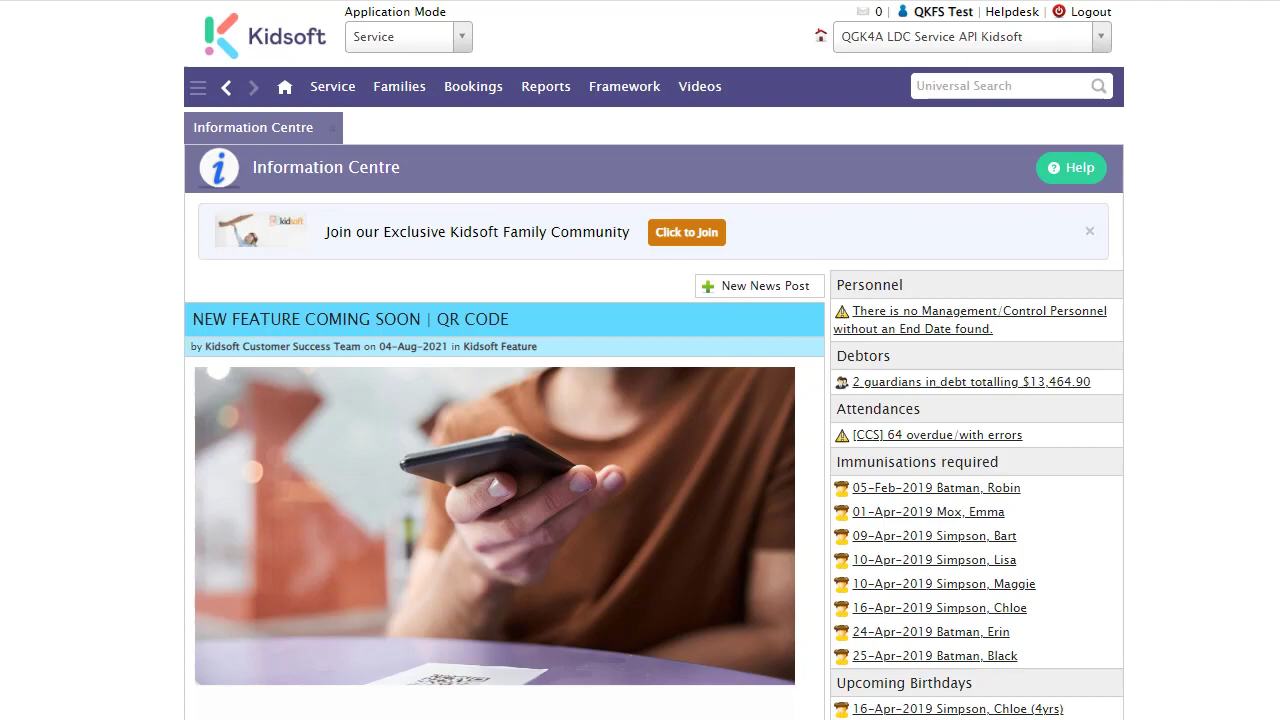 Kidsoft
Application Mode
Service
0 QKFS Test Helpdesk Logout
QGK4A LDC Service API Kidsoft
Service Families Bookings Reports Framework Videos
Universal Search
Information Centre
Information Centre
Help
kidsoft
Join our Exclusive Kidsoft Family Community
Click to Join
New News Post
NEW FEATURE COMING SOON | QR CODE
by Kidsoft Customer Success Team on 04-Aug-2021 in Kidsoft Feature
Personnel
There is no Management/Control Personnel
without an End Date found.
Debtors
2 guardians in debt totalling $13,464.90
Attendances
[CCS] 64 overdue/with errors
Immunisations required
05-Feb-2019 Batman, Robin
01-Apr-2019 Mox, Emma
09-Apr-2019 Simpson, Bart
10-Apr-2019 Simpson, Lisa
10-Apr-2019 Simpson, Maggie
16-Apr-2019 Simpson, Chloe
24-Apr-2019 Batman, Erin
25-Apr-2019 Batman, Black
Upcoming Birthdays
16-Apr-2019 Simpson, Chloe (4yrs)